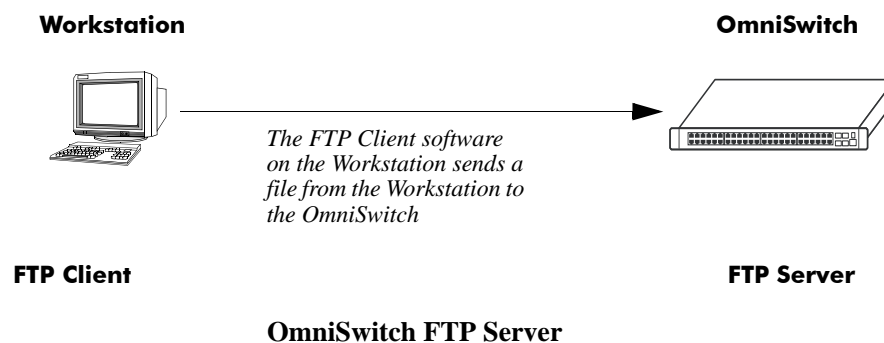 Workstation
OmniSwitch
The FTP Client software
on the Workstation sends a
file from the Workstation to
the OmniSwitch
FTP Client
FTP Server
OmniSwitch FTP Server